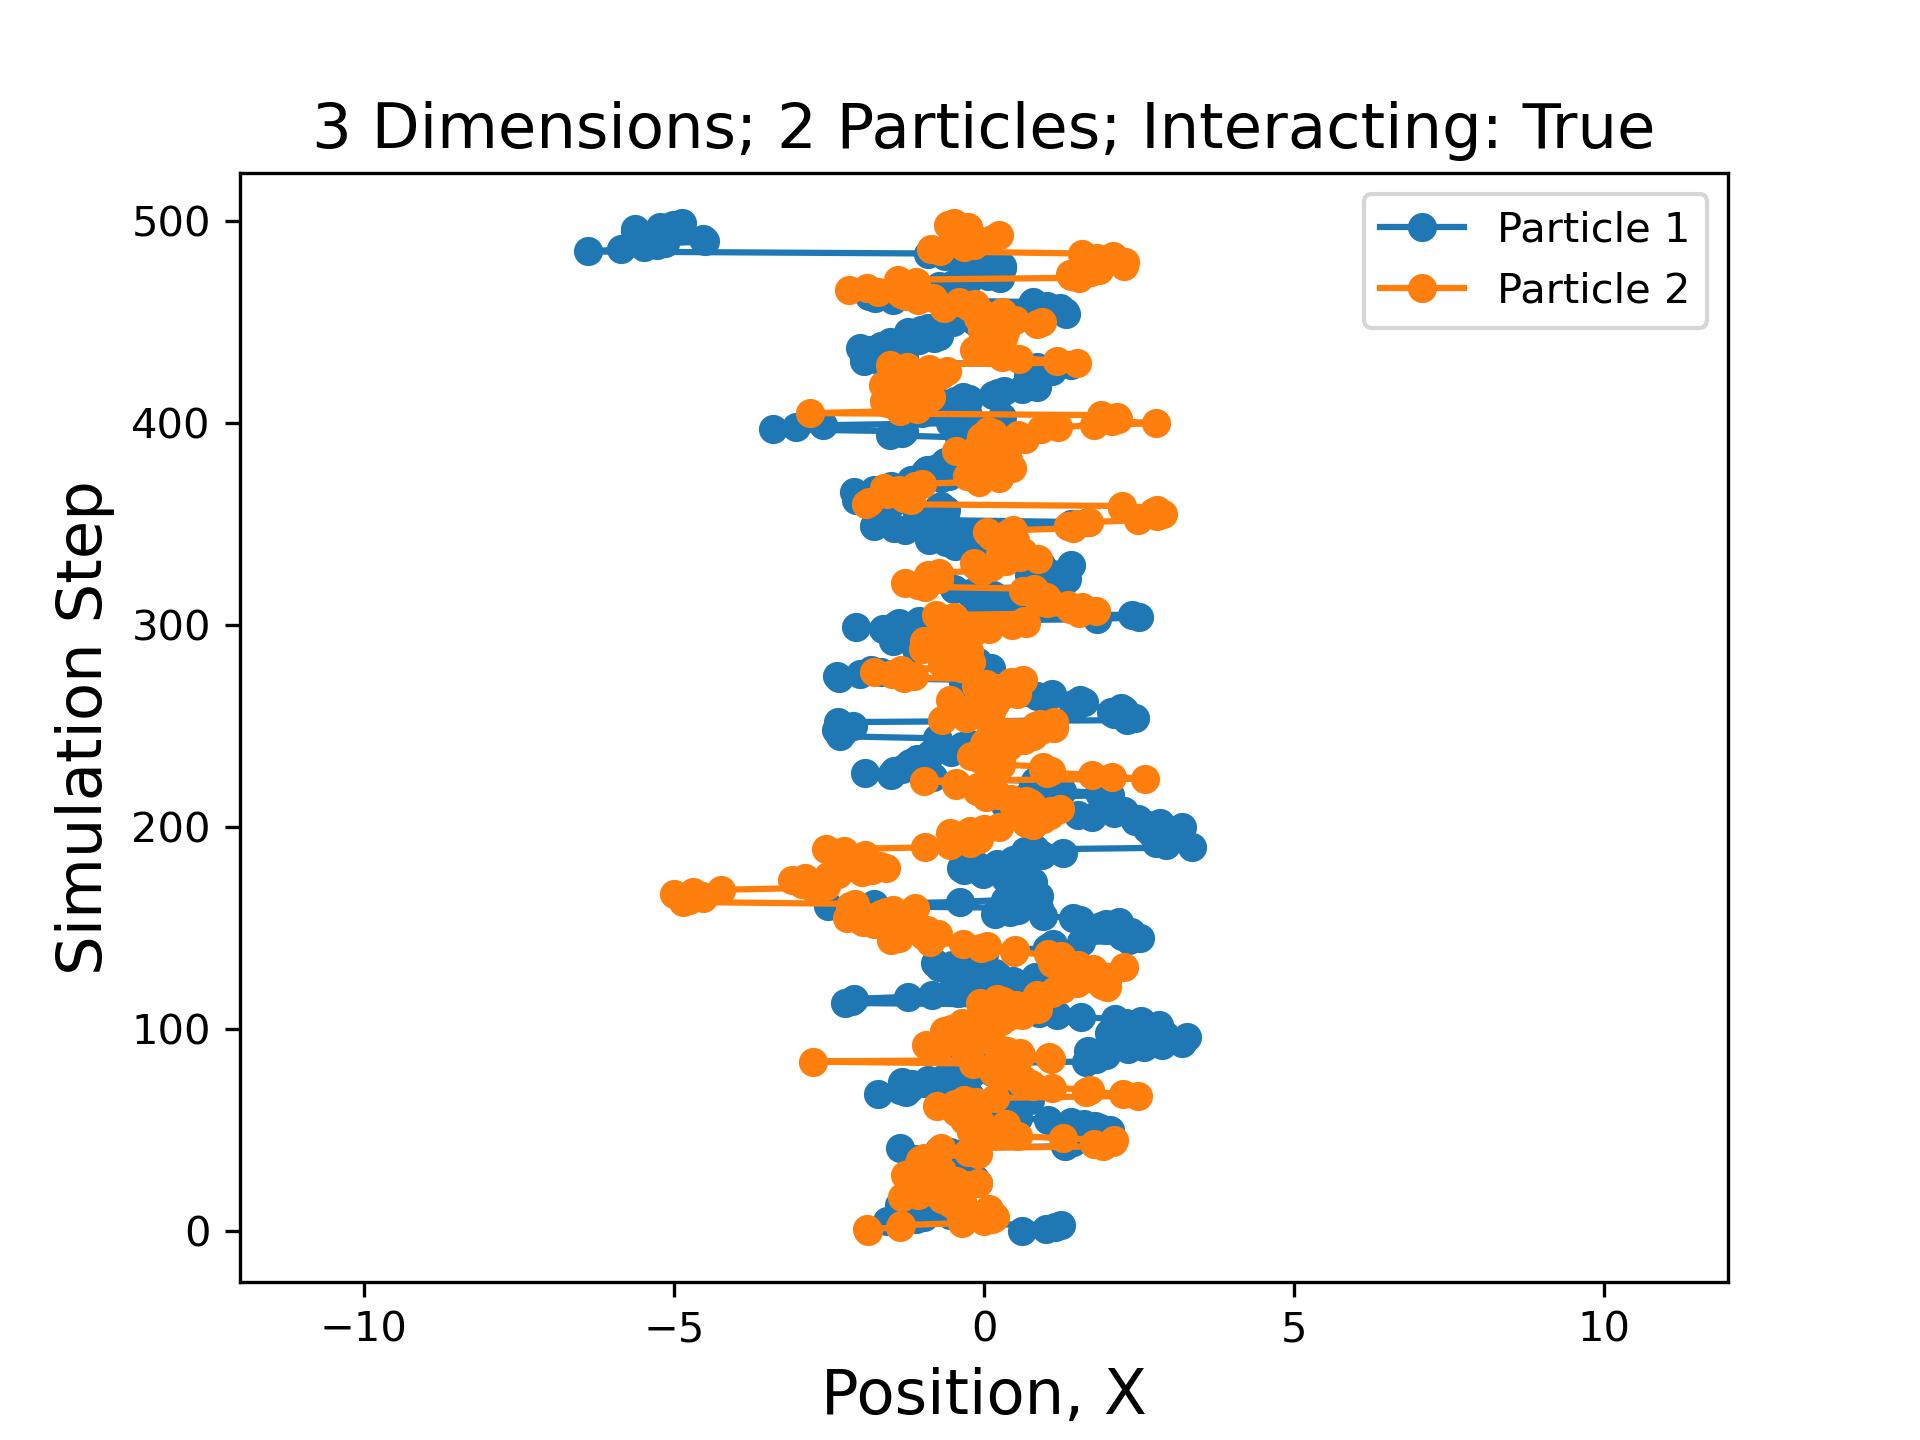 3 Dimensions; 2 Particles; Interacting: True
Particle 1
Particle 2
500
400
300
200
100
0
Simulation Step
−10
−5
0
5
10
Position, X